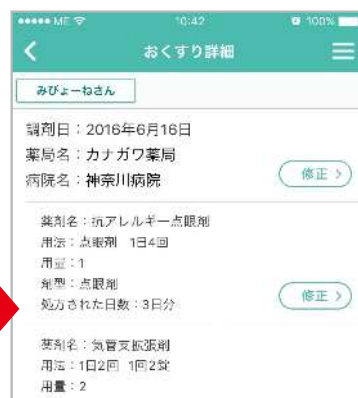 ME 10:42 100%
おくすり詳細
みびょーねさん
調剤日：2016年6月16日
薬局名：カナガワ薬局
病院名：神奈川病院
修正
薬剤名：抗アレルギー点眼剤
用法：点眼剤 1日4回
用量：1
剤型：点眼剤
処方された日数：3日分
修正
薬剤名：気管支拡張剤
用法：1日2回 1回2錠
用量：2